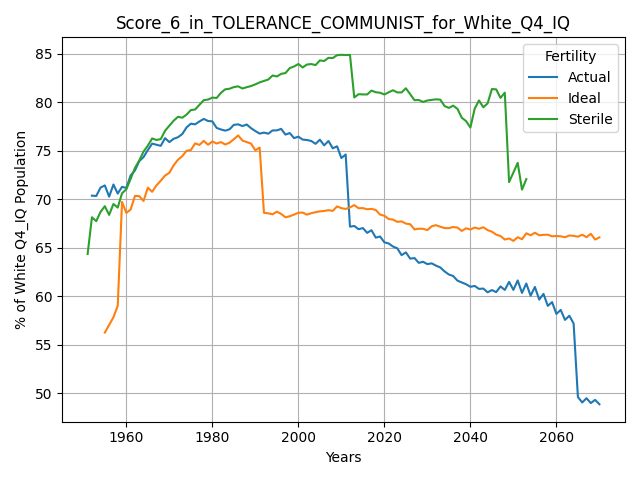 Score_6_in_TOLERANCE_COMMUNIST_for_White_Q4_IQ
% of White Q4_IQ Population
85
80
75
70
65
60
55
50
1960
1980
2000
2020
2040
2060
Years
Fertility
Actual
Ideal
Sterile